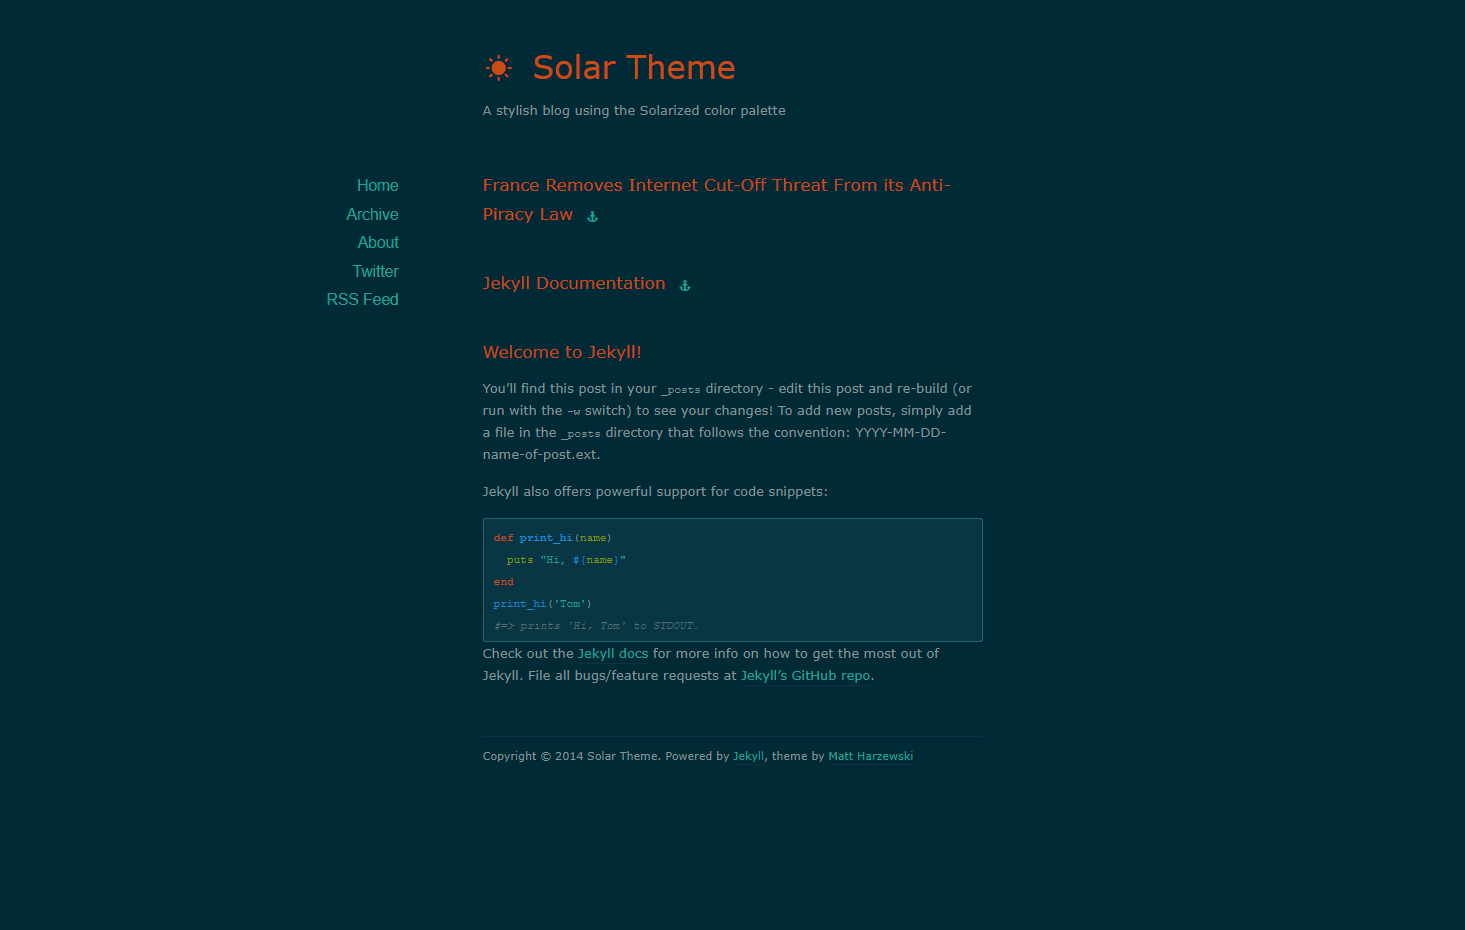 Solar Theme
A stylish blog using the Solarized color palette
Home
Archive
About
Twitter
RSS Feed
France Removes Internet Cut-Off Threat From its Anti-
Piracy Law
Jekyll Documentation
Welcome to Jekyll!
You’ll find this post in your _posts directory - edit this post and re-build (or
run with the -w switch) to see your changes! To add new posts, simply add
a file in the _posts directory that follows the convention: YYYY-MM-DD-
name-of-post.ext.
Jekyll also offers powerful support for code snippets:
def print_hi(name)
  puts "Hi, #{name}"
end
print_hi('Tom')
#=> prints 'Hi, Tom' to STDOUT.
Check out the Jekyll docs for more info on how to get the most out of
Jekyll. File all bugs/feature requests at Jekyll’s GitHub repo.
Copyright © 2014 Solar Theme. Powered by Jekyll, theme by Matt Harzewski